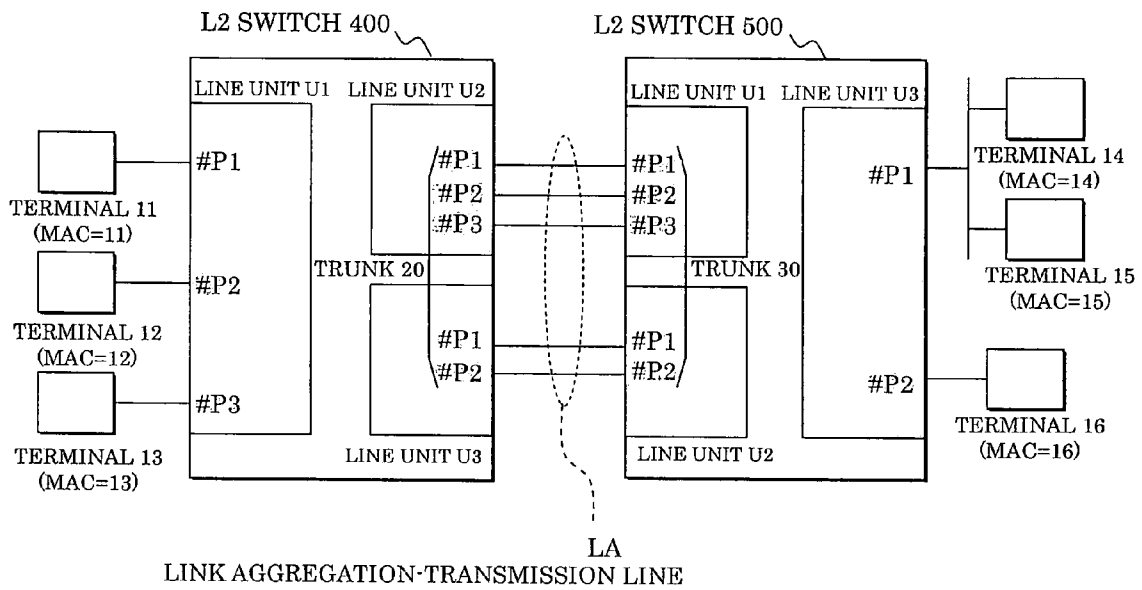 L2 SWITCH 400
L2 SWITCH 500
LINE UNIT U1
LINE UNIT U2
LINE UNIT U1
LINE UNIT U3
#P1
#P1
#P2
#P3
#P1
#P2
#P3
#P1
TERMINAL 11
(MAC=11)
TERMINAL 14
(MAC=14)
#P2
TRUNK 20
TRUNK 30
TERMINAL 12
(MAC=12)
TERMINAL 15
(MAC=15)
#P1
#P2
#P1
#P2
#P3
#P2
TERMINAL 13
(MAC=13)
LINE UNIT U3
LINE UNIT U2
TERMINAL 16
(MAC=16)
LA
LINK AGGREGATION-TRANSMISSION LINE